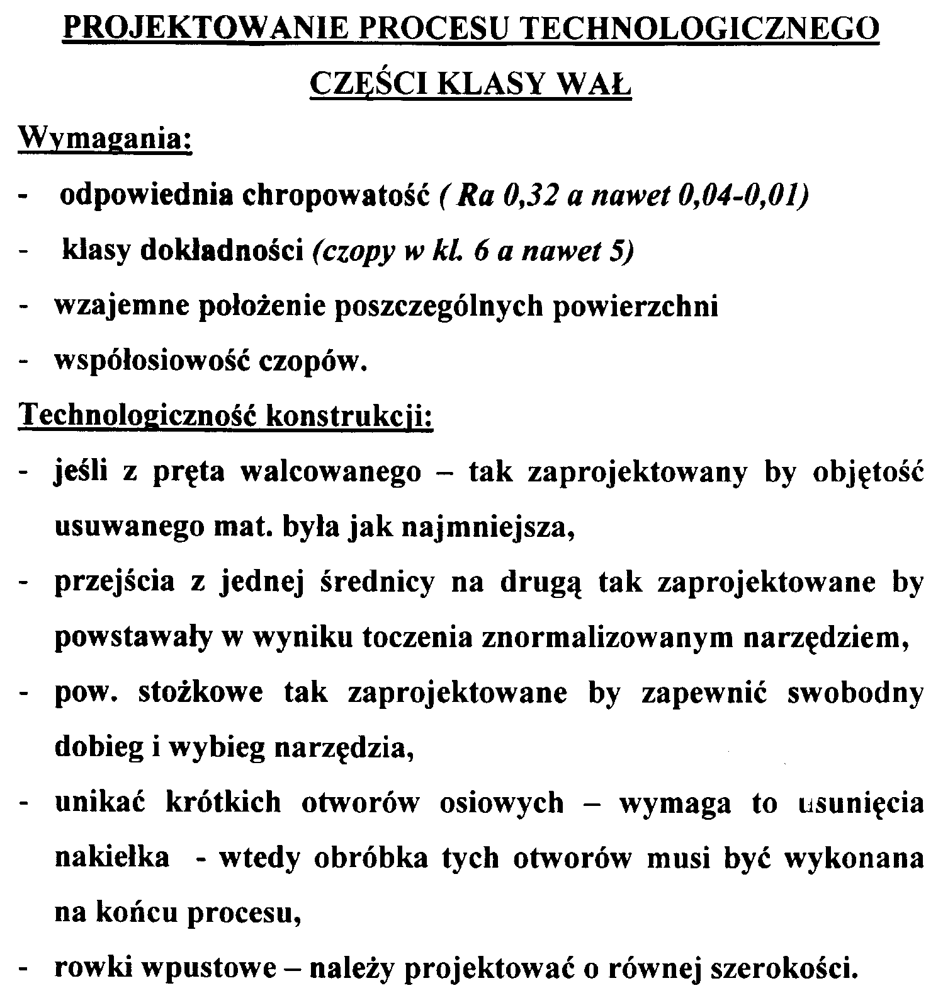 PROJEKTOWANIE PROCESU TECHNOLOGICZNEGO
CZĘŚCI KLASY WAŁ
Wymagania:
- odpowiednia chropowatość ( Ra 0,32 a nawet 0,04-0,01)
- klasy dokładności (czopy w kl. 6 a nawet 5)
- wzajemne położenie poszczególnych powierzchni
- współosiowość czopów.
Technologiczność konstrukcji:
- jeśli z pręta walcowanego – tak zaprojektowany by objętość
usuwanego mat. była jak najmniejsza,
- przejścia z jednej średnicy na drugą tak zaprojektowane by
powstawały w wyniku toczenia znormalizowanym narzędziem,
- pow. stożkowe tak zaprojektowane by zapewnić swobodny
dobieg i wybieg narzędzia,
- unikać krótkich otworów osiowych – wymaga to usunięcia
nakiełka - wtedy obróbka tych otworów musi być wykonana
na końcu procesu,
- rowki wpustowe – należy projektować o równej szerokości.